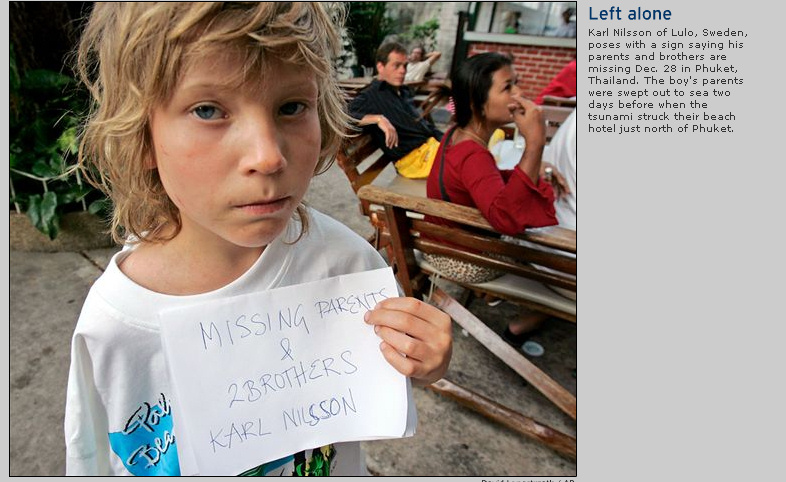 Left alone
Karl Nilsson of Lulo, Sweden,
poses with a sign saying his
parents and brothers are
missing Dec. 28 in Phuket,
Thailand. The boy's parents
were swept out to sea two
days before when the
tsunami struck their beach
hotel just north of Phuket.
MISSING PARENTS
&
2BROTHERS
KARL NILSSON